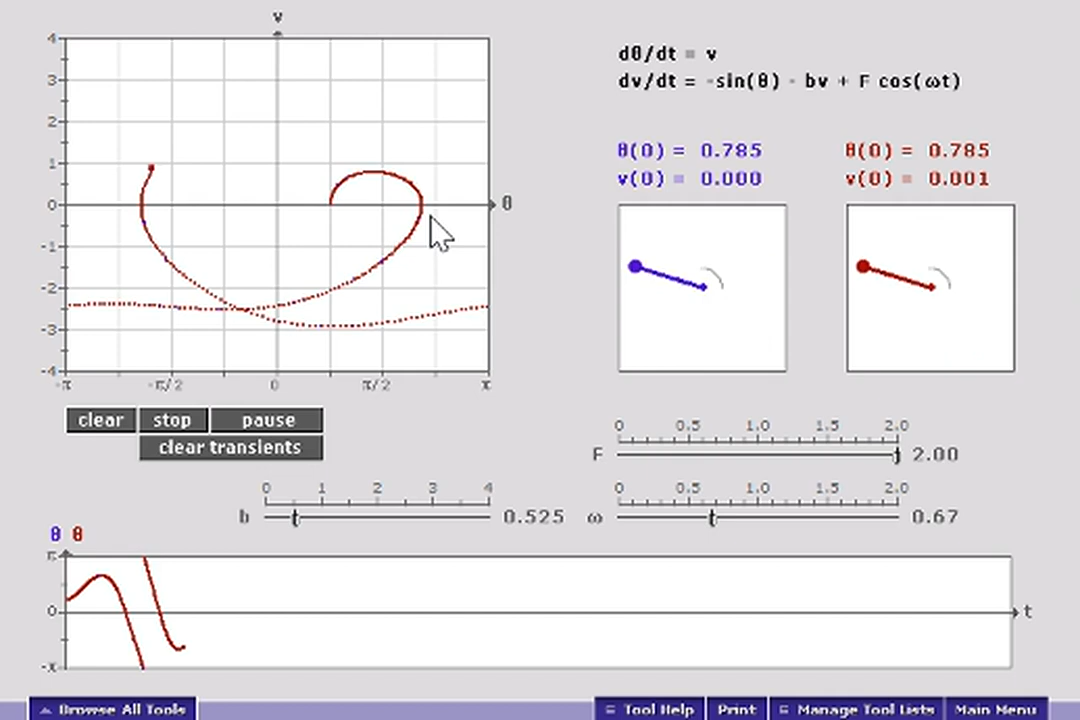 v
dθ/dt = v
dv/dt = -sin(θ) - bv + F cos(ωt)
θ(0) = 0.785
v(0) = 0.000
θ(0) = 0.785
v(0) = 0.001
4
3
2
1
0
-1
-2
-3
-4
θ
-π -π/2 0 π/2 π
clear stop pause
clear transients
0 0.5 1.0 1.5 2.0
F 2.00
0 1 2 3 4
b 0.525
0 0.5 1.0 1.5 2.0
ω 0.67
θ θ
π
0
-π
t
Browse All Tools
Tool Help Print Manage Tool Lists Main Menu